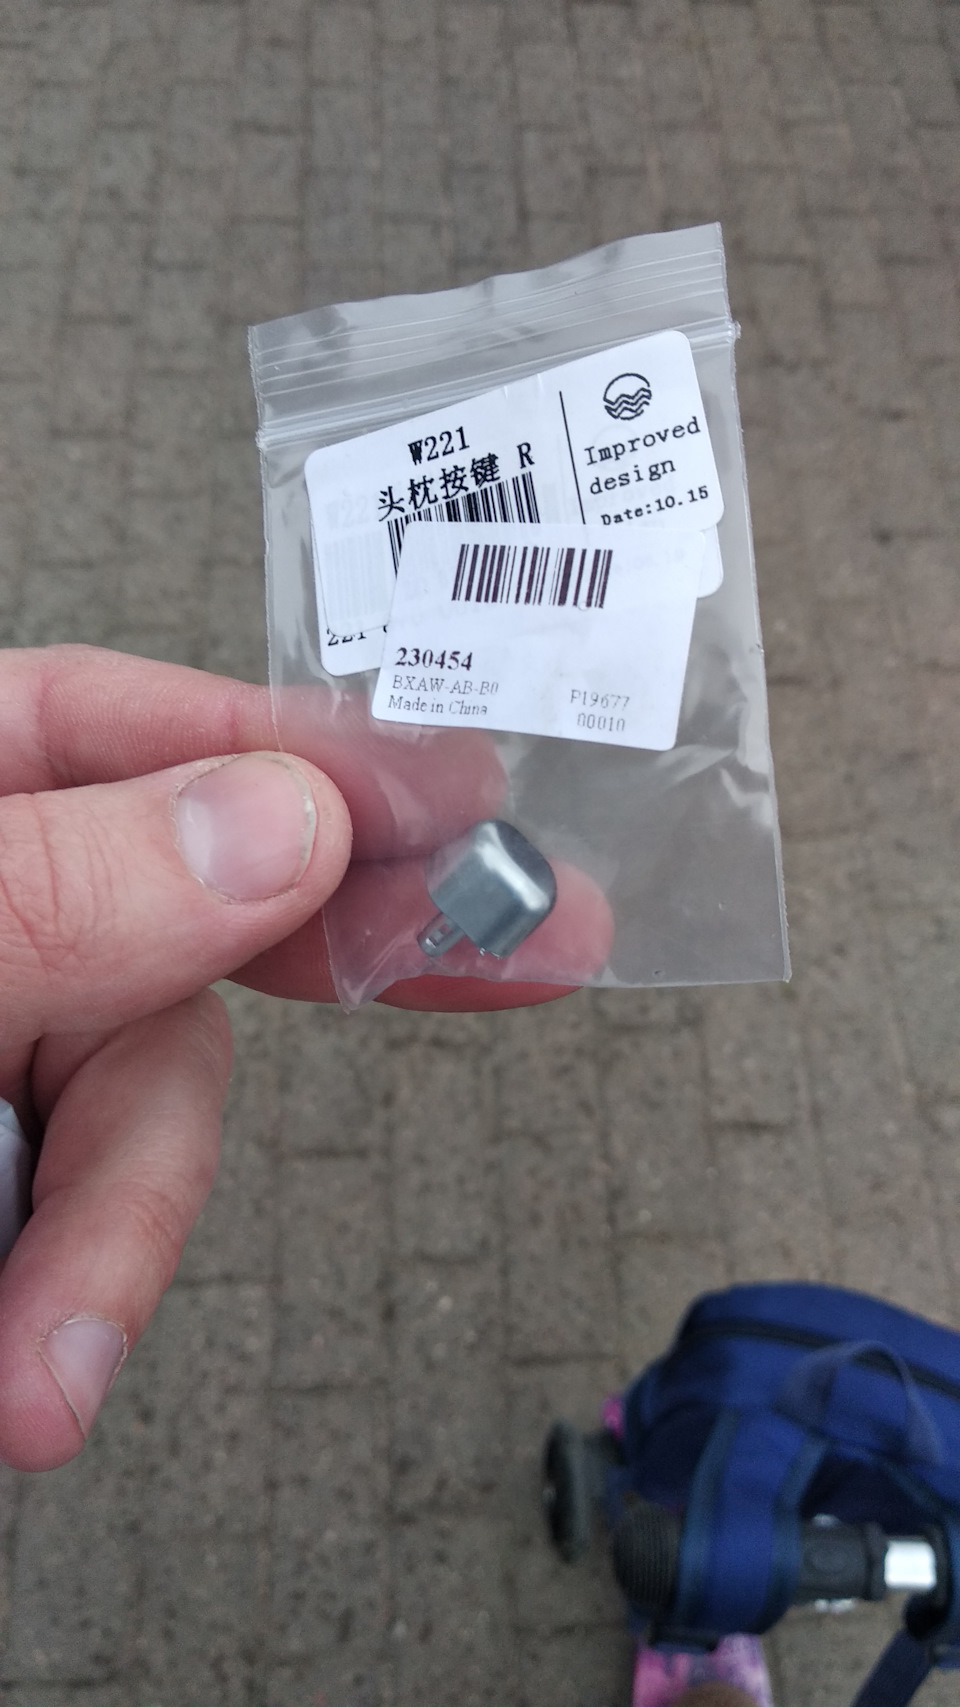 W221
头枕按键 R
Improved
design
Date:10.15
230454
BXAW-AB-B0
Made in China
P19677
00010